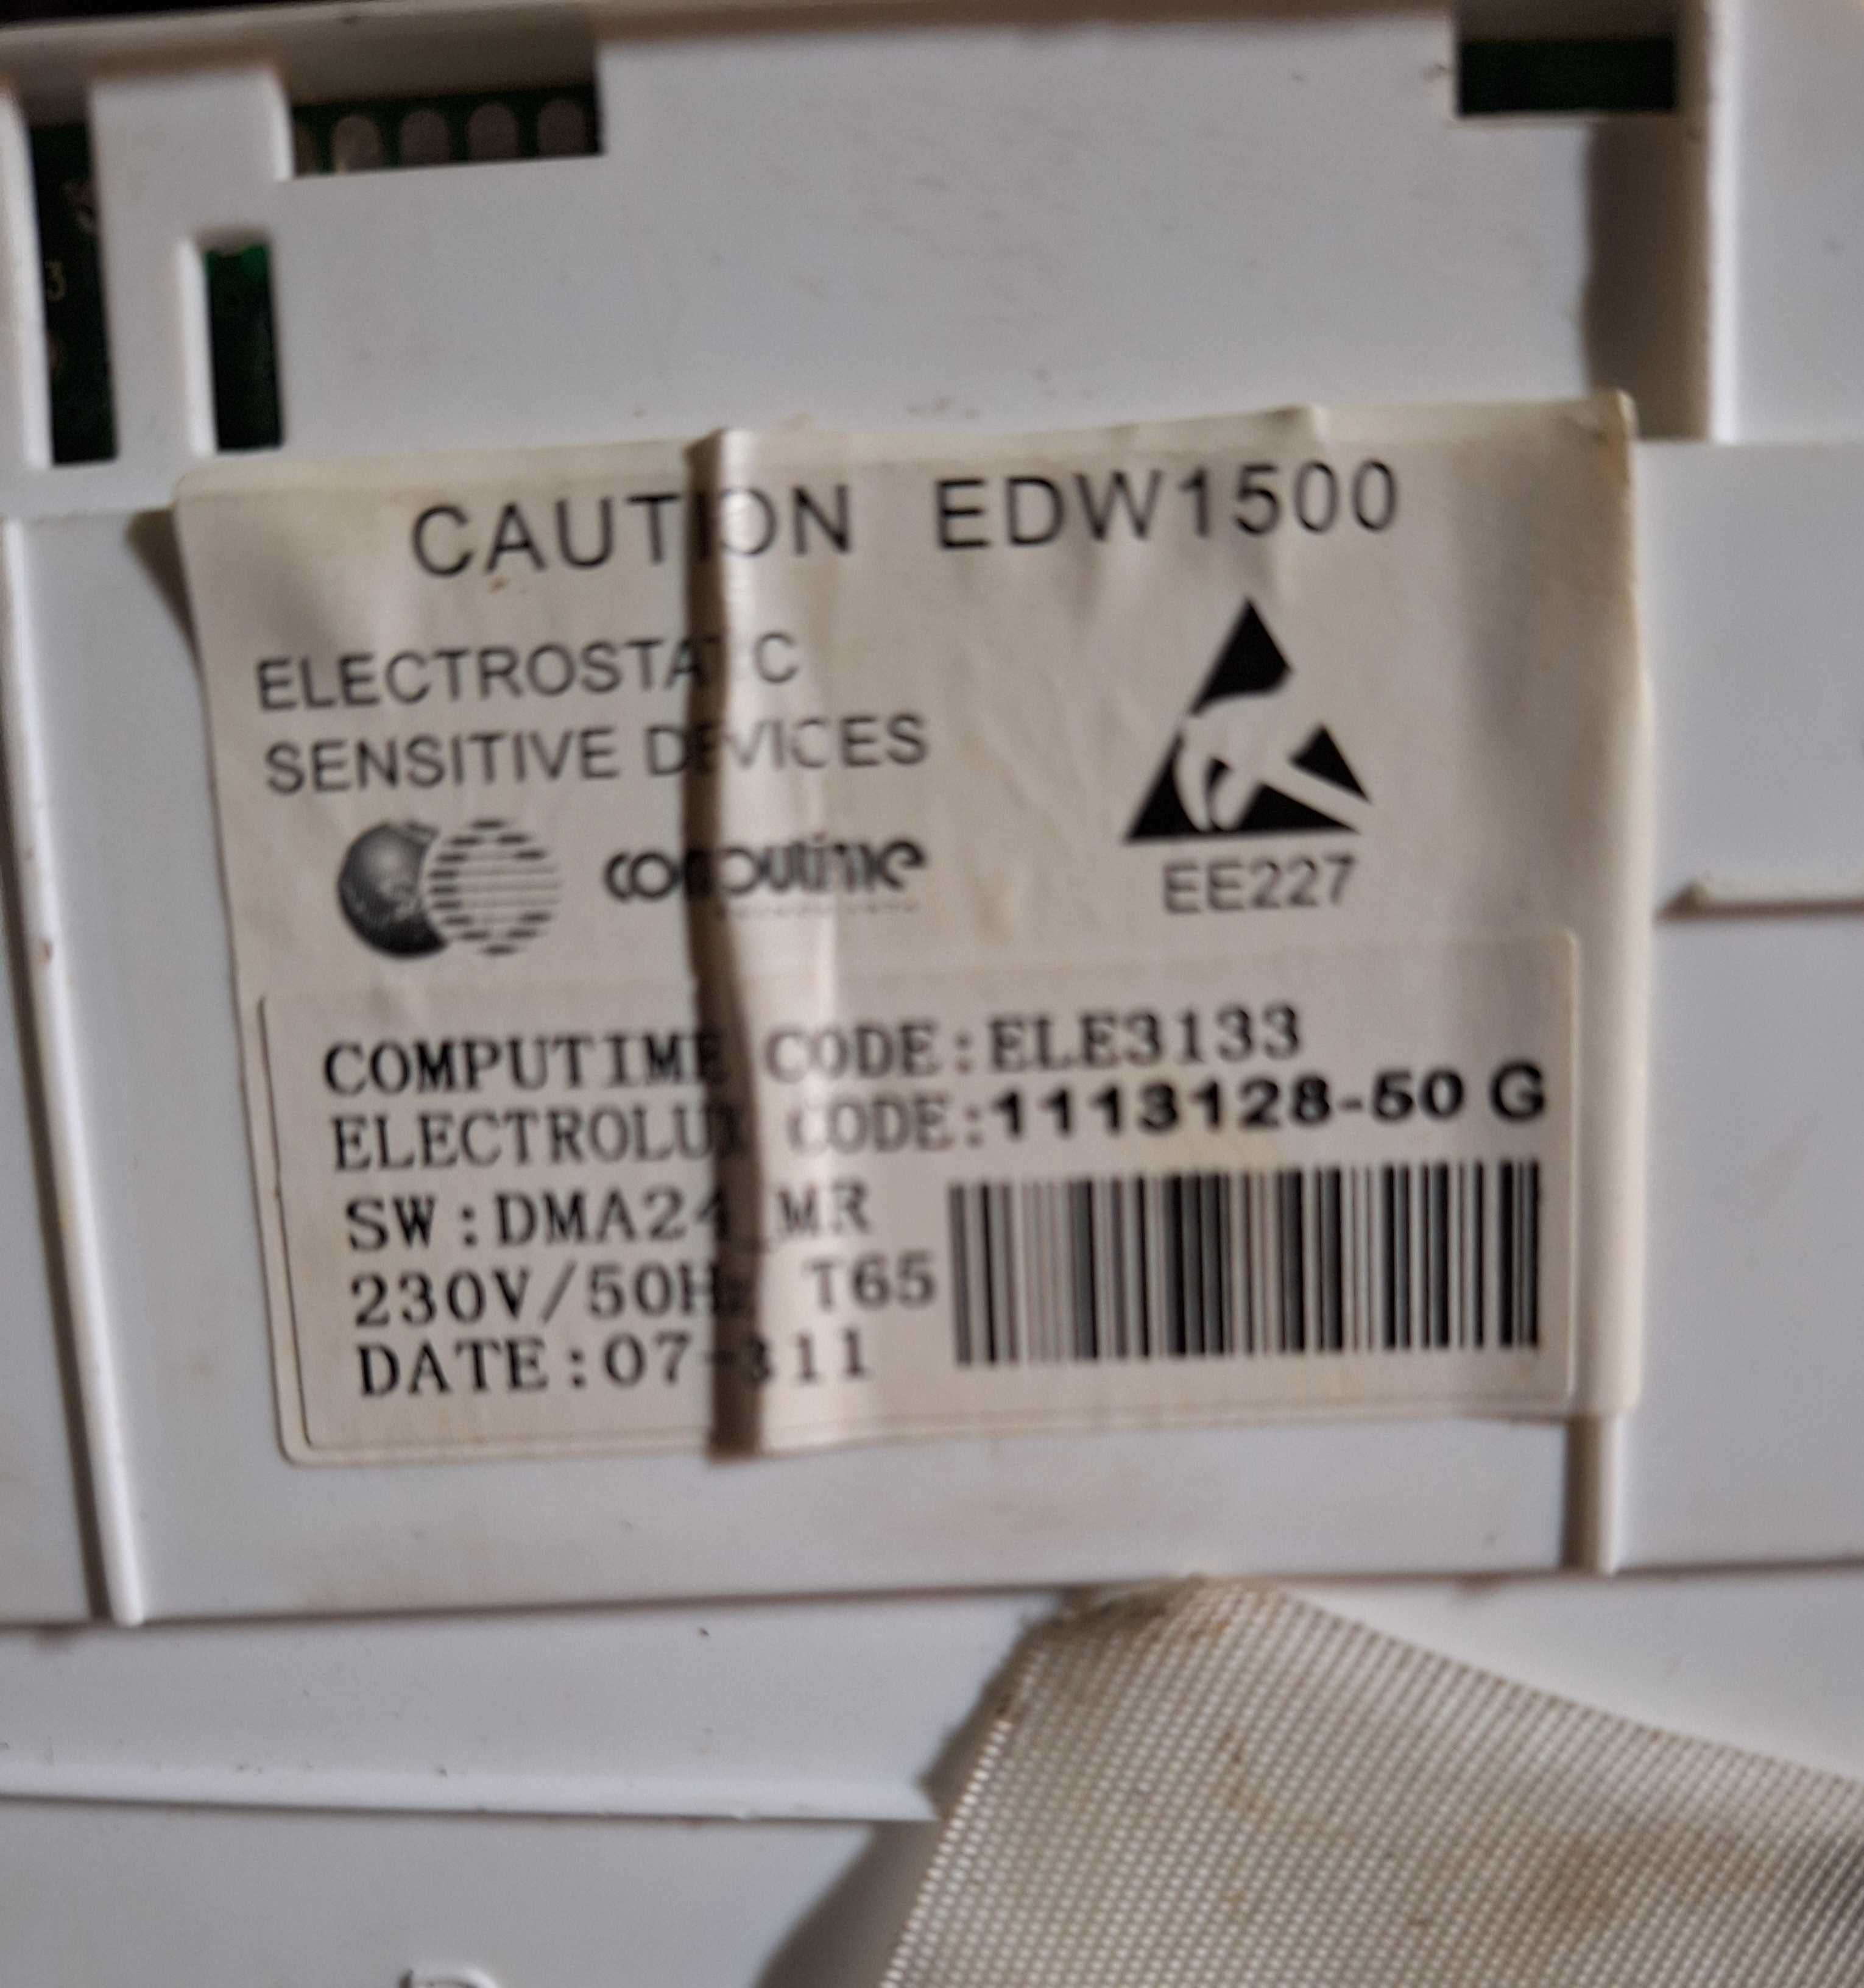 CAUTION EDW1500
ELECTROSTATIC
SENSITIVE DEVICES
computime
EE227
COMPUTIME CODE:ELE3133
ELECTROLUX CODE:1113128-50 G
SW:DMA24_MR
230V/50Hz T65
DATE:07-311